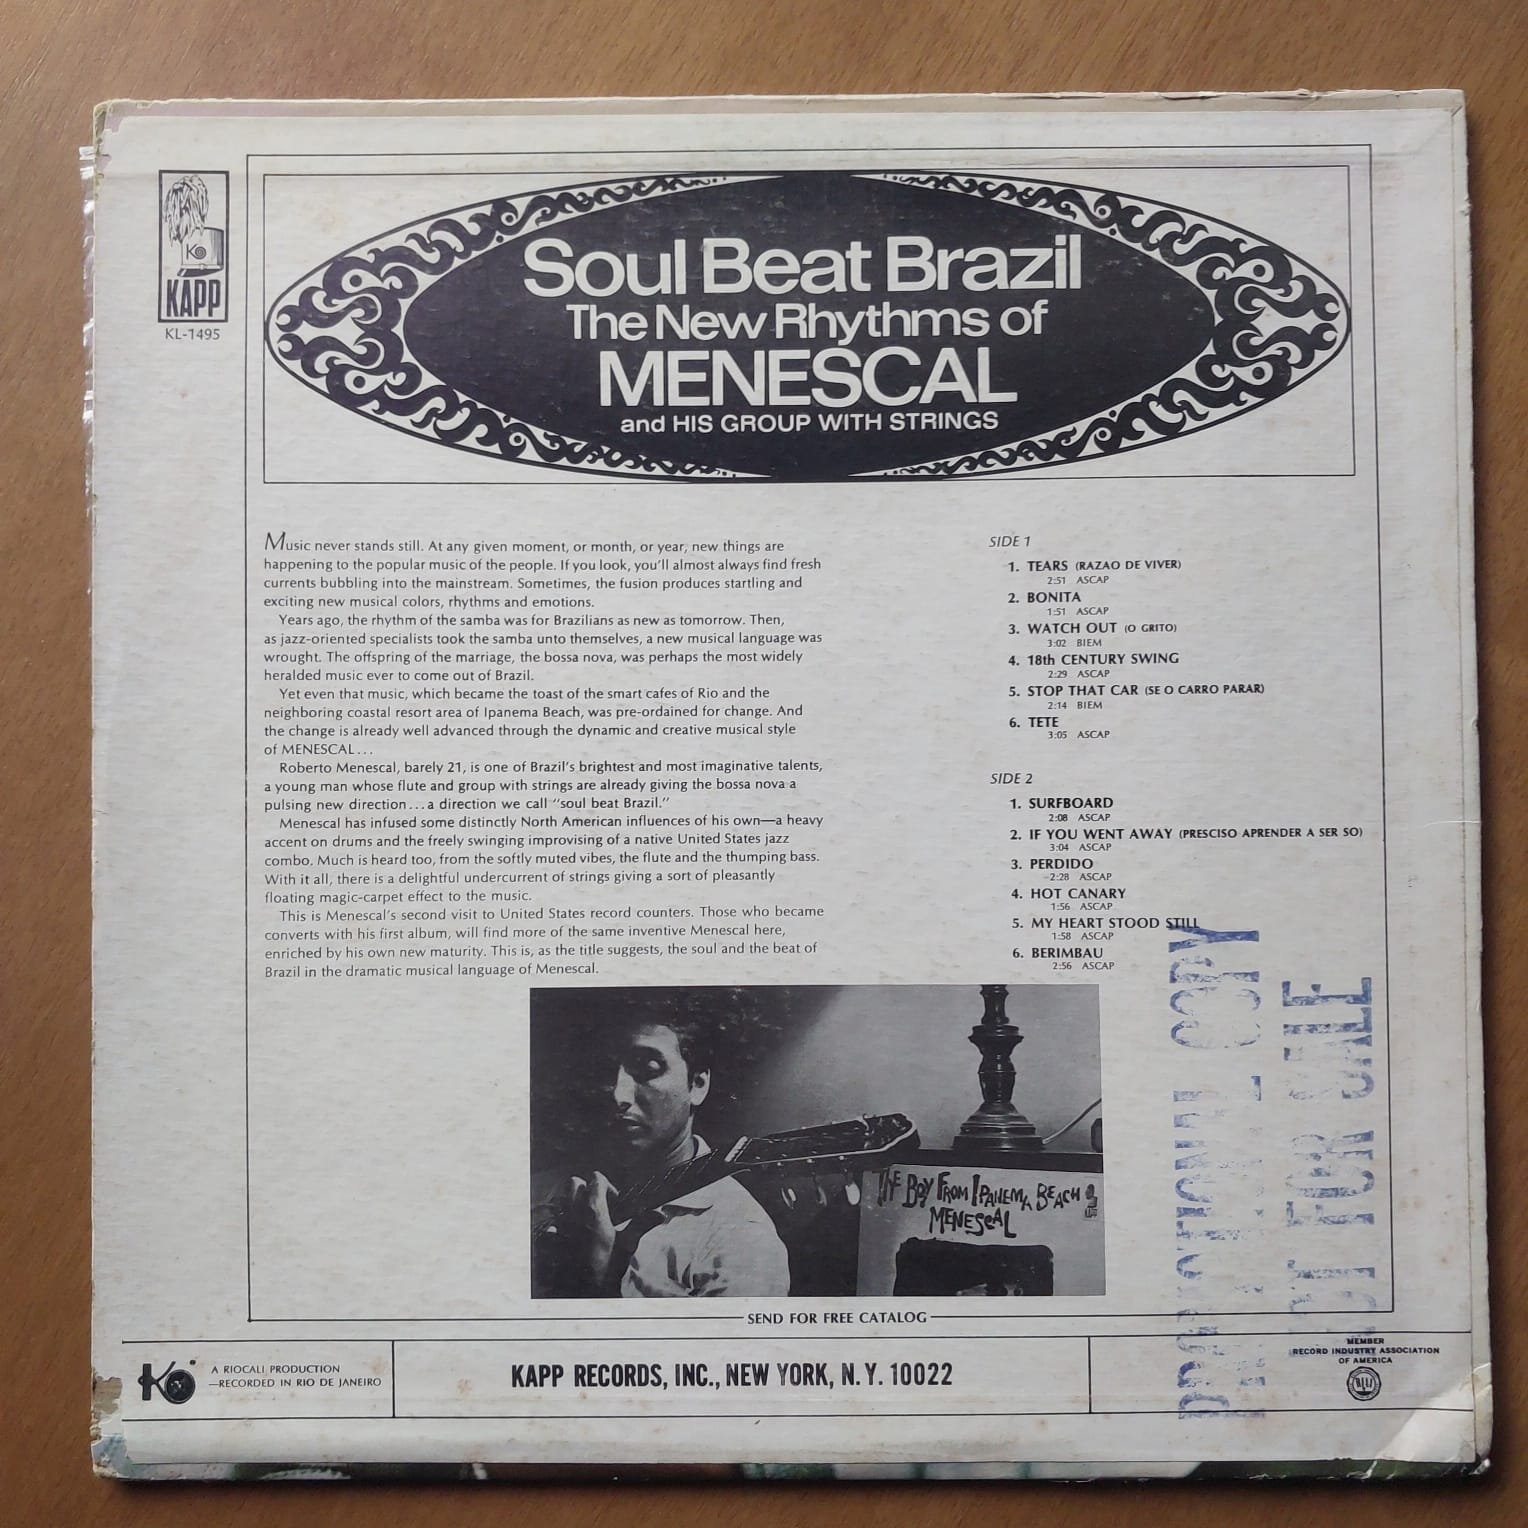 KAPP
KL-1495
Soul Beat Brazil
The New Rhythms of
MENESCAL
and HIS GROUP WITH STRINGS
Music never stands still. At any given moment, or month, or year, new things are
happening to the popular music of the people. If you look, you'll almost always find fresh
currents bubbling into the mainstream. Sometimes, the fusion produces startling and
exciting new musical colors, rhythms and emotions.
Years ago, the rhythm of the samba was for Brazilians as new as tomorrow. Then,
as jazz-oriented specialists took the samba unto themselves, a new musical language was
wrought. The offspring of the marriage, the bossa nova, was perhaps the most widely
heralded music ever to come out of Brazil.
Yet even that music, which became the toast of the smart cafes of Rio and the
neighboring coastal resort area of Ipanema Beach, was pre-ordained for change. And
the change is already well advanced through the dynamic and creative musical style
of MENESCAL...
Roberto Menescal, barely 21, is one of Brazil's brightest and most imaginative talents,
a young man whose flute and group with strings are already giving the bossa nova a
pulsing new direction...a direction we call "soul beat Brazil."
Menescal has infused some distinctly North American influences of his own—a heavy
accent on drums and the freely swinging improvising of a native United States jazz
combo. Much is heard too, from the softly muted vibes, the flute and the thumping bass.
With it all, there is a delightful undercurrent of strings giving a sort of pleasantly
floating magic-carpet effect to the music.
This is Menescal's second visit to United States record counters. Those who became
converts with his first album, will find more of the same inventive Menescal here,
enriched by his own new maturity. This is, as the title suggests, the soul and the beat of
Brazil in the dramatic musical language of Menescal.
SIDE 1
1. TEARS (RAZAO DE VIVER)
2:51 ASCAP
2. BONITA
1:51 ASCAP
3. WATCH OUT (O GRITO)
3:02 BIEM
4. 18th CENTURY SWING
2:29 ASCAP
5. STOP THAT CAR (SE O CARRO PARAR)
2:14 BIEM
6. TETE
3:05 ASCAP
SIDE 2
1. SURFBOARD
2:08 ASCAP
2. IF YOU WENT AWAY (PRESCISO APRENDER A SER SO)
3:04 ASCAP
3. PERDIDO
2:28 ASCAP
4. HOT CANARY
1:56 ASCAP
5. MY HEART STOOD STILL
1:58 ASCAP
6. BERIMBAU
2:56 ASCAP
THE BOY FROM IPANEMA BEACH
MENESCAL
PROMOTIONAL COPY
NOT FOR SALE
SEND FOR FREE CATALOG
A RIOCALI PRODUCTION
—RECORDED IN RIO DE JANEIRO
KAPP RECORDS, INC., NEW YORK, N.Y. 10022
MEMBER
RECORD INDUSTRY ASSOCIATION
OF AMERICA